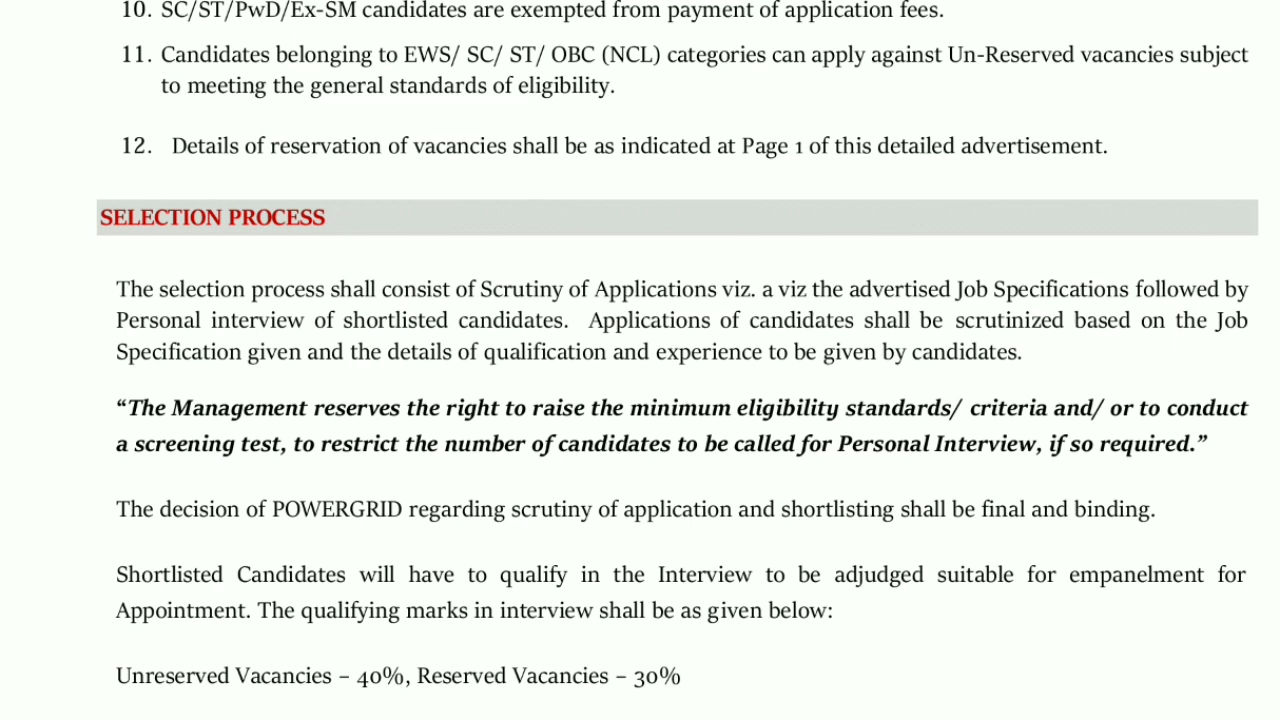 10. SC/ST/PwD/Ex-SM candidates are exempted from payment of application fees.
11. Candidates belonging to EWS/ SC/ ST/ OBC (NCL) categories can apply against Un-Reserved vacancies subject
to meeting the general standards of eligibility.
12. Details of reservation of vacancies shall be as indicated at Page 1 of this detailed advertisement.
SELECTION PROCESS
The selection process shall consist of Scrutiny of Applications viz. a viz the advertised Job Specifications followed by
Personal interview of shortlisted candidates. Applications of candidates shall be scrutinized based on the Job
Specification given and the details of qualification and experience to be given by candidates.
“The Management reserves the right to raise the minimum eligibility standards/ criteria and/ or to conduct
a screening test, to restrict the number of candidates to be called for Personal Interview, if so required.”
The decision of POWERGRID regarding scrutiny of application and shortlisting shall be final and binding.
Shortlisted Candidates will have to qualify in the Interview to be adjudged suitable for empanelment for
Appointment. The qualifying marks in interview shall be as given below:
Unreserved Vacancies – 40%, Reserved Vacancies – 30%